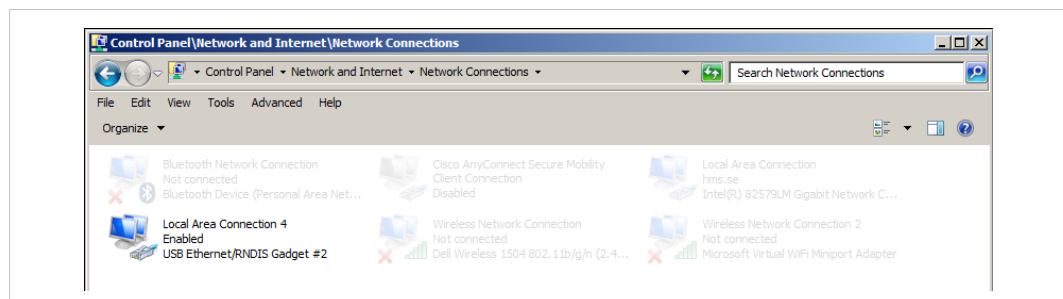 Control Panel\Network and Internet\Network Connections
Control Panel Network and Internet Network Connections
Search Network Connections
File Edit View Tools Advanced Help
Organize
Bluetooth Network Connection
Not connected
Bluetooth Device (Personal Area Net...
Cisco AnyConnect Secure Mobility
Client Connection
Disabled
Local Area Connection
hms.se
Intel(R) 82579LM Gigabit Network C...
Local Area Connection 4
Enabled
USB Ethernet/RNDIS Gadget #2
Wireless Network Connection
Not connected
Dell Wireless 1504 802.11b/g/n (2.4...
Wireless Network Connection 2
Not connected
Microsoft Virtual WiFi Miniport Adapter